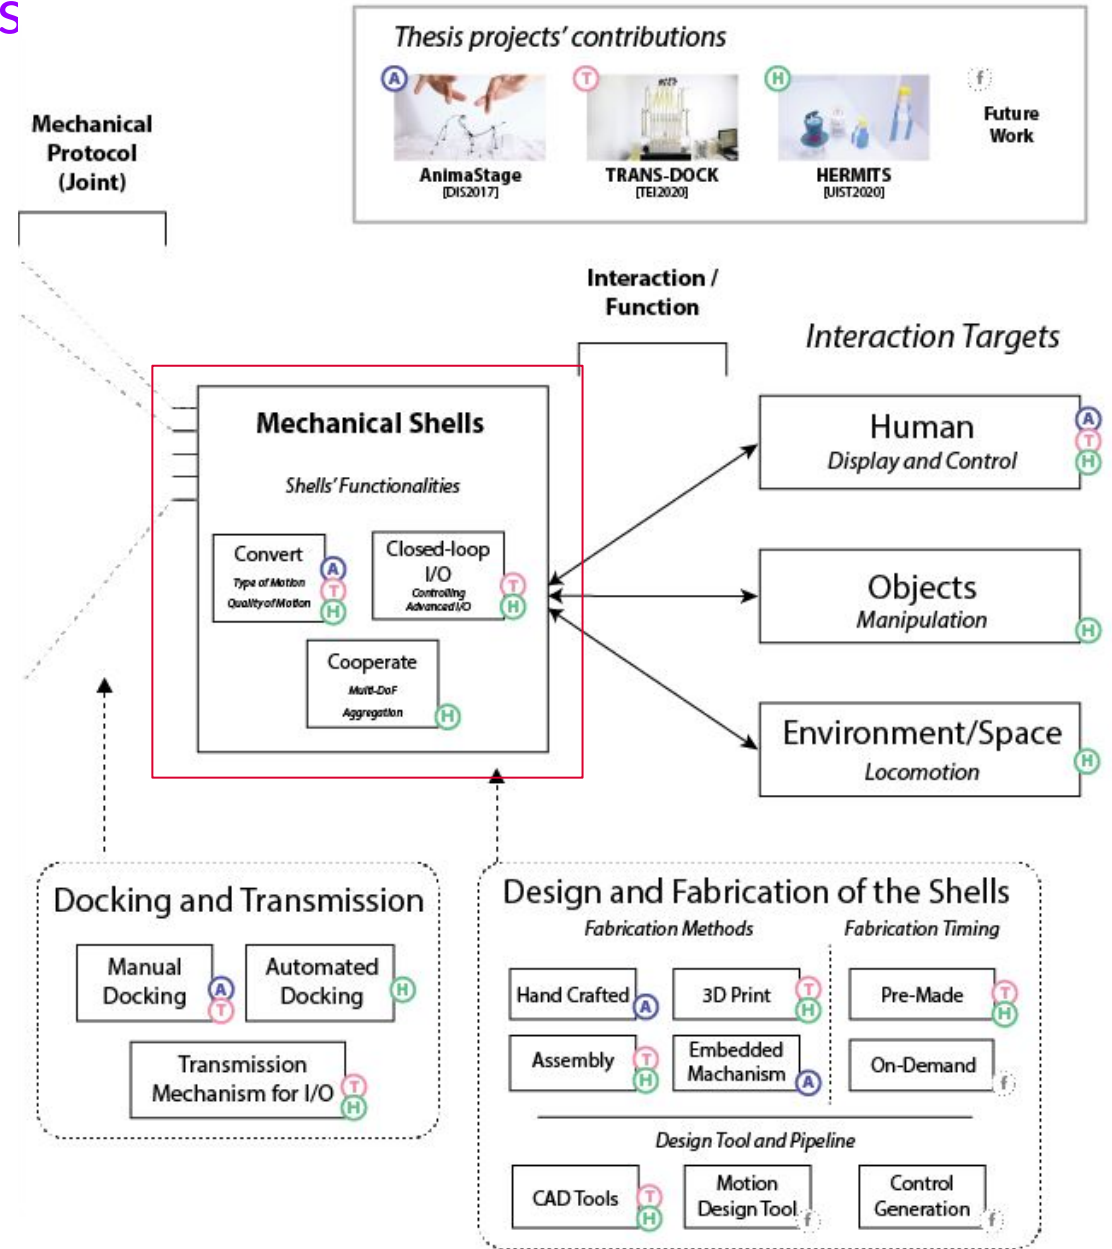 S
Thesis projects' contributions
A
T
H
f
AnimaStage
[DIS2017]
TRANS-DOCK
[TEI2020]
HERMITS
[UIST2020]
Future
Work
Mechanical
Protocol
(Joint)
Interaction /
Function
Interaction Targets
Mechanical Shells
Shells' Functionalities
Convert
Type of Motion
Quality of Motion
A
T
H
Closed-loop
I/O
Controlling
Advanced I/O
T
H
Cooperate
Multi-DoF
Aggregation
H
Human
Display and Control
A
T
H
Objects
Manipulation
H
Environment/Space
Locomotion
H
Docking and Transmission
Manual
Docking
A
T
Automated
Docking
H
Transmission
Mechanism for I/O
T
H
Design and Fabrication of the Shells
Fabrication Methods
Fabrication Timing
Hand Crafted
A
3D Print
T
H
Pre-Made
T
H
Assembly
T
H
Embedded
Machanism
A
On-Demand
f
Design Tool and Pipeline
CAD Tools
T
H
Motion
Design Tool
f
Control
Generation
f